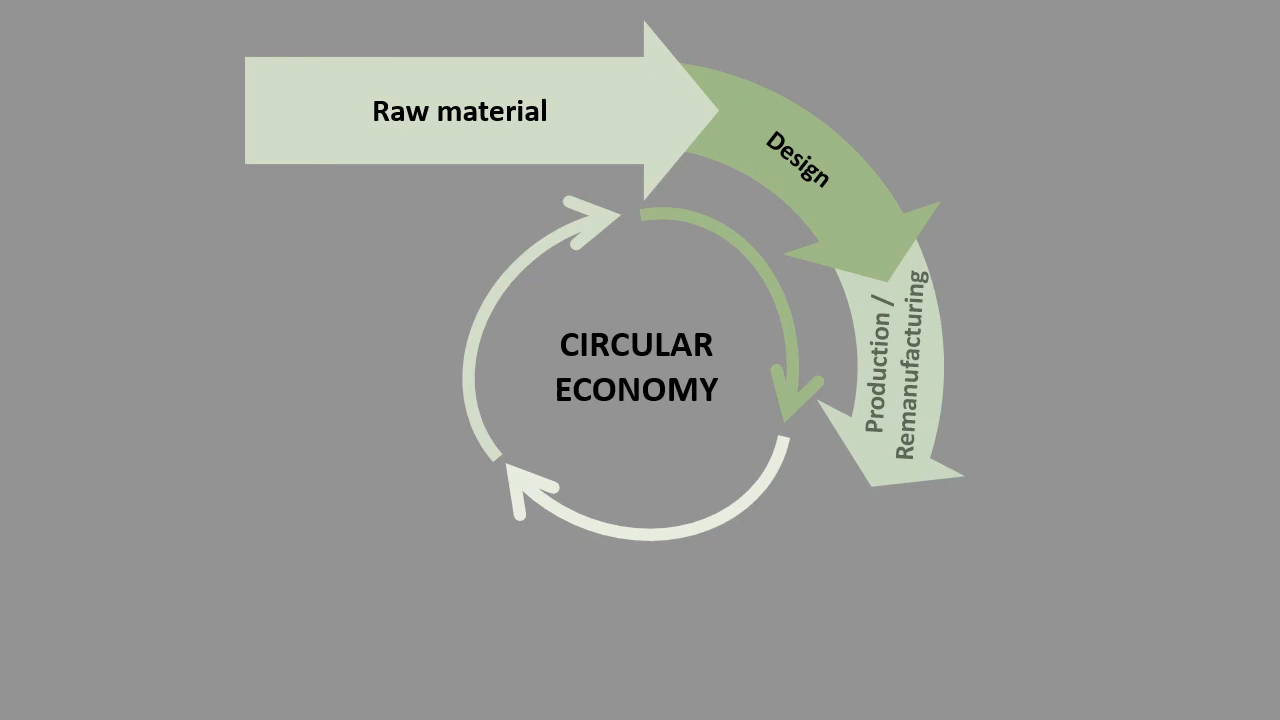 Raw material
Design
Production /
Remanufacturing
CIRCULAR
ECONOMY